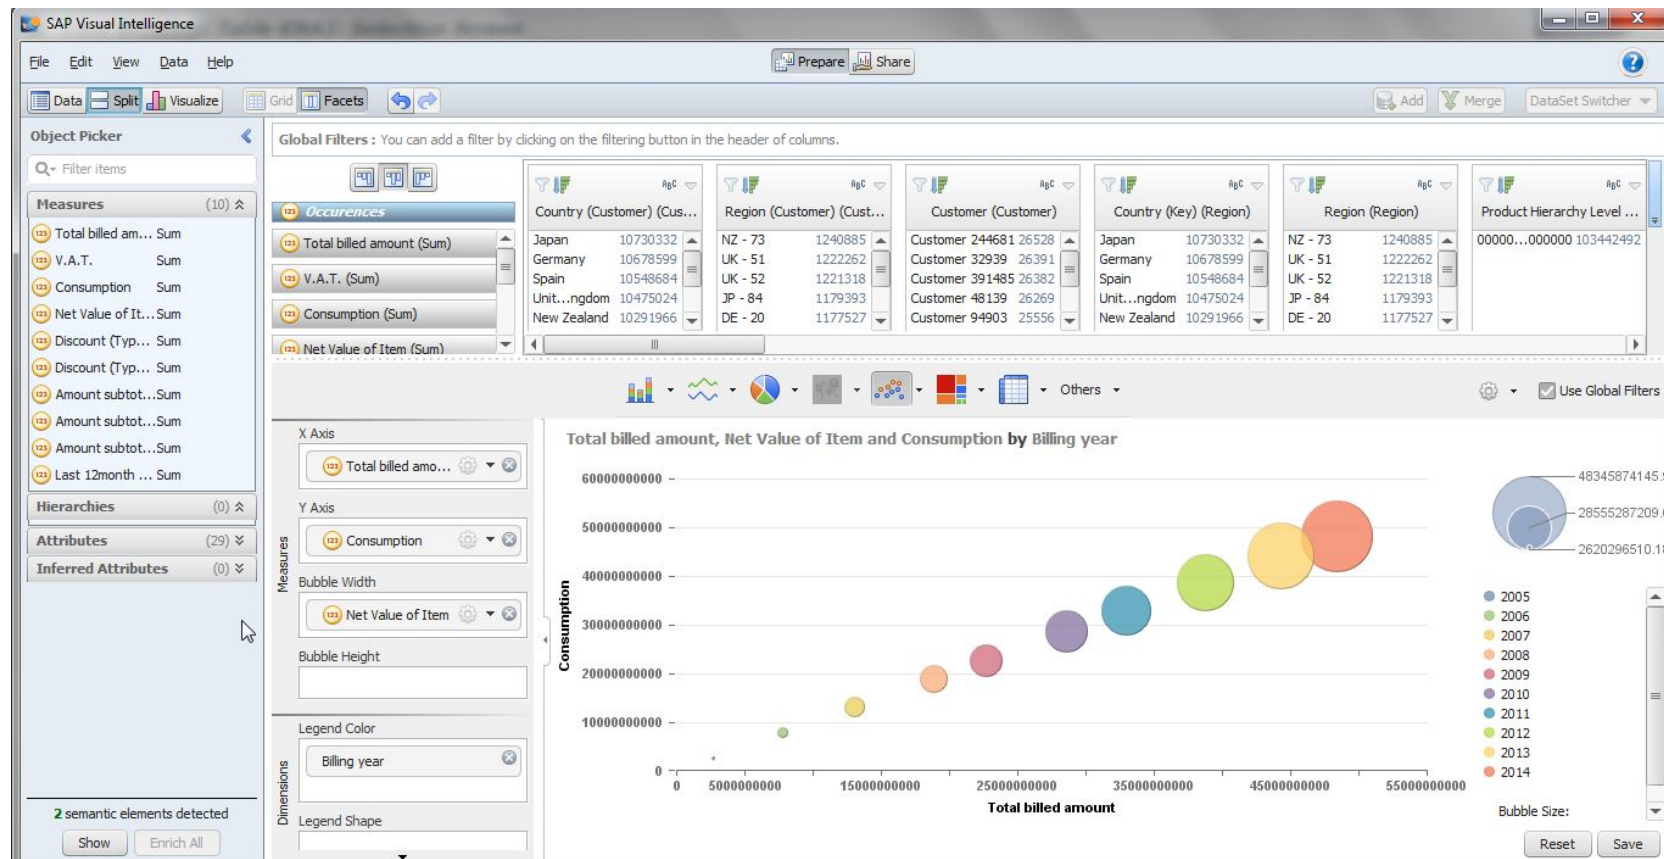 SAP Visual Intelligence
File Edit View Data Help
Prepare Share
Data Split Visualize Grid Facets
Add Merge DataSet Switcher
Object Picker
Filter items
Measures (10)
Total billed am... Sum
V.A.T. Sum
Consumption Sum
Net Value of It... Sum
Discount (Typ... Sum
Discount (Typ... Sum
Amount subtot... Sum
Amount subtot... Sum
Amount subtot... Sum
Last 12month ... Sum
Hierarchies (0)
Attributes (29)
Inferred Attributes (0)
2 semantic elements detected
Show Enrich All
Global Filters : You can add a filter by clicking on the filtering button in the header of columns.
Occurences
Total billed amount (Sum)
V.A.T. (Sum)
Consumption (Sum)
Net Value of Item (Sum)
Country (Customer) (Cus...
Japan 10730332
Germany 10678599
Spain 10548684
Unit...ngdom 10475024
New Zealand 10291966
Region (Customer) (Cust...
NZ - 73 1240885
UK - 51 1222262
UK - 52 1221318
JP - 84 1179393
DE - 20 1177527
Customer (Customer)
Customer 244681 26528
Customer 32939 26391
Customer 391485 26382
Customer 48139 26269
Customer 94903 25556
Country (Key) (Region)
Japan 10730332
Germany 10678599
Spain 10548684
Unit...ngdom 10475024
New Zealand 10291966
Region (Region)
NZ - 73 1240885
UK - 51 1222262
UK - 52 1221318
JP - 84 1179393
DE - 20 1177527
Product Hierarchy Level ...
00000...000000 103442492
Others
Use Global Filters
Measures
X Axis
Total billed amo...
Y Axis
Consumption
Bubble Width
Net Value of Item
Bubble Height
Dimensions
Legend Color
Billing year
Legend Shape
Total billed amount, Net Value of Item and Consumption by Billing year
Consumption
60000000000
50000000000
40000000000
30000000000
20000000000
10000000000
0
0 5000000000 15000000000 25000000000 35000000000 45000000000 55000000000
Total billed amount
48345874145.9
28555287209.
2620296510.18
2005
2006
2007
2008
2009
2010
2011
2012
2013
2014
Bubble Size:
Reset Save